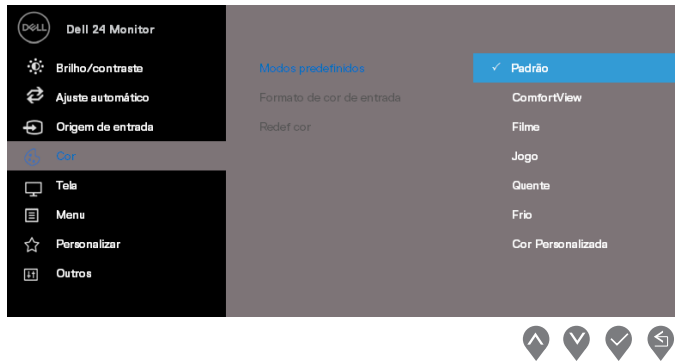 DELL
Dell 24 Monitor
Brilho/contraste
Ajuste automático
Origem de entrada
Cor
Tela
Menu
Personalizar
Outros
Modos predefinidos
Formato de cor de entrada
Redef cor
Padrão
ComfortView
Filme
Jogo
Quente
Frio
Cor Personalizada